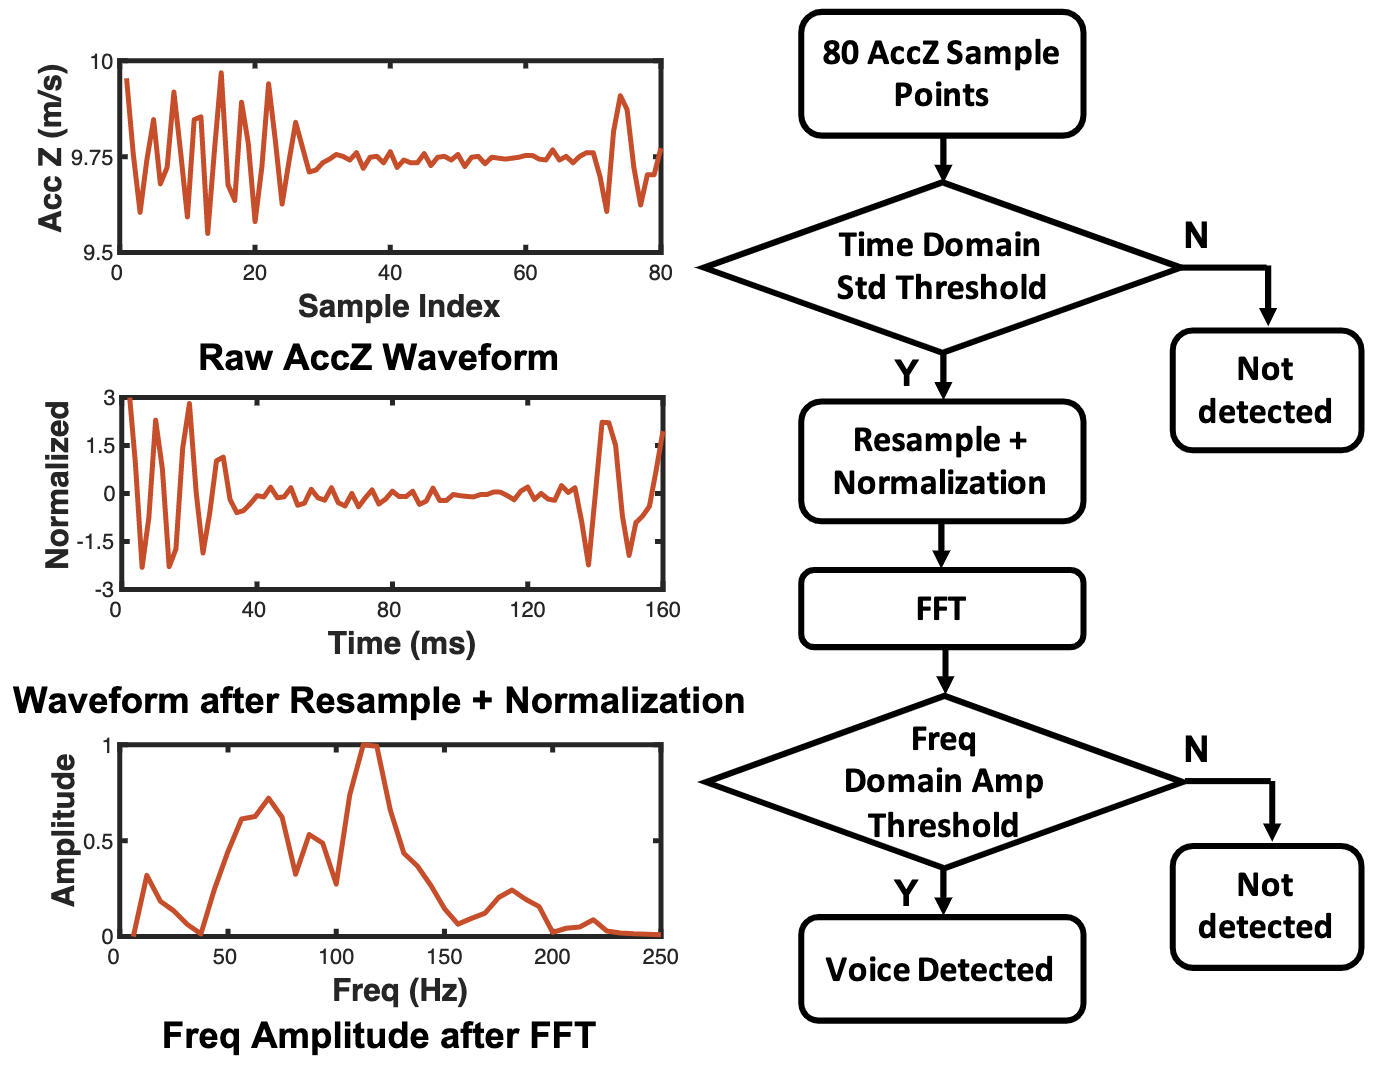 10
9.75
9.5
Acc Z (m/s)
0
20
40
60
80
Sample Index
Raw AccZ Waveform
3
1.5
0
-1.5
-3
Normalized
0
40
80
120
160
Time (ms)
Waveform after Resample + Normalization
1
0.5
0
Amplitude
0
50
100
150
200
250
Freq (Hz)
Freq Amplitude after FFT
80 AccZ Sample
Points
Time Domain
Std Threshold
N
Not
detected
Y
Resample +
Normalization
FFT
Freq
Domain Amp
Threshold
N
Not
detected
Y
Voice Detected